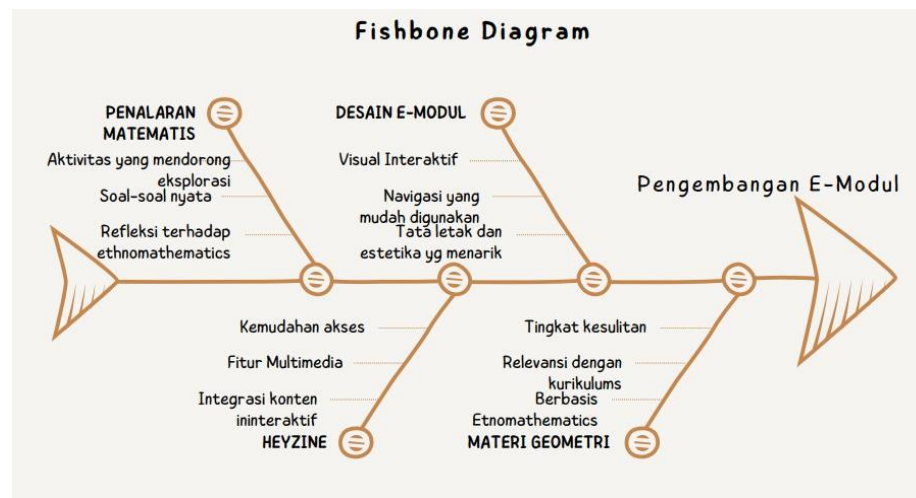 Fishbone Diagram
PENALARAN
MATEMATIS
Aktivitas yang mendorong
eksplorasi
Soal-soal nyata
Refleksi terhadap
ethnomathematics
DESAIN E-MODUL
Visual Interaktif
Navigasi yang
mudah digunakan
Tata letak dan
estetika yg menarik
Pengembangan E-Modul
Kemudahan akses
Fitur Multimedia
Integrasi konten
ininteraktif
HEYZINE
Tingkat kesulitan
Relevansi dengan
kurikulums
Berbasis
Etnomathematics
MATERI GEOMETRI